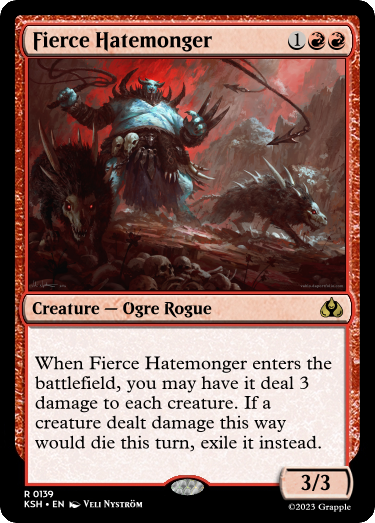 Fierce Hatemonger 1
Creature — Ogre Rogue
When Fierce Hatemonger enters the
battlefield, you may have it deal 3
damage to each creature. If a
creature dealt damage this way
would die this turn, exile it instead.
3/3
R 0139
KSH • EN VELI NYSTRÖM
©2023 Grapple